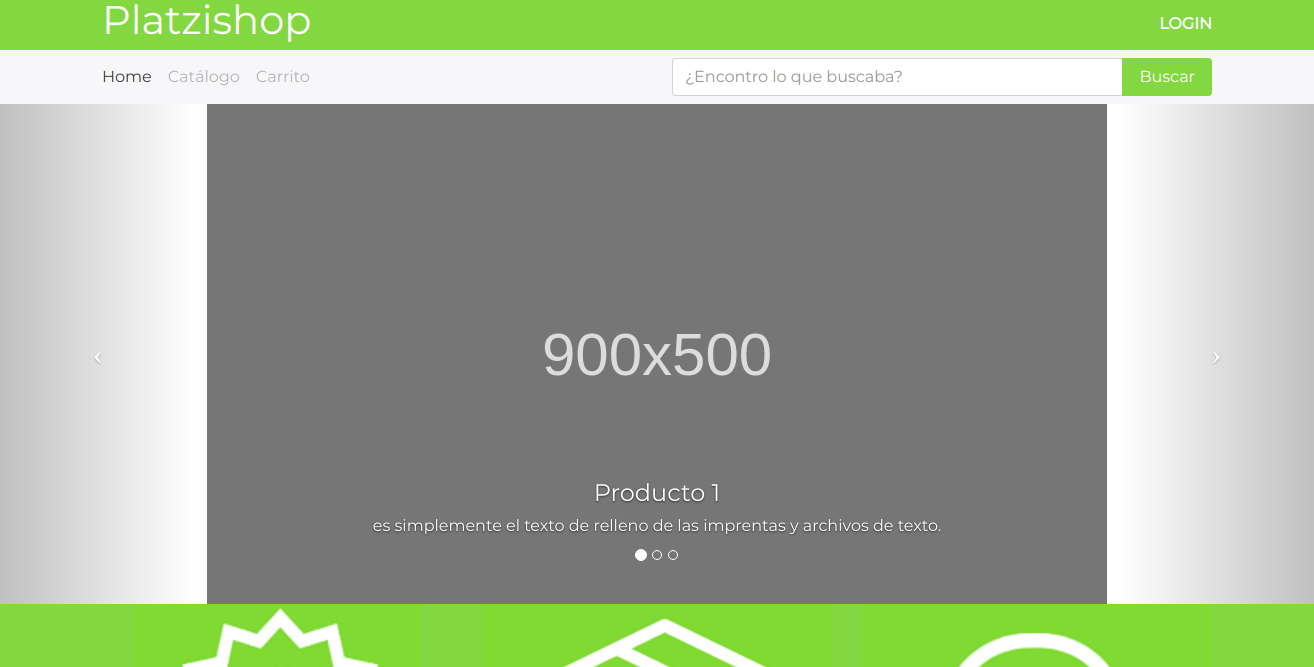 Platzishop
LOGIN
Home Catálogo Carrito
¿Encontro lo que buscaba?
Buscar
900x500
Producto 1
es simplemente el texto de relleno de las imprentas y archivos de texto.